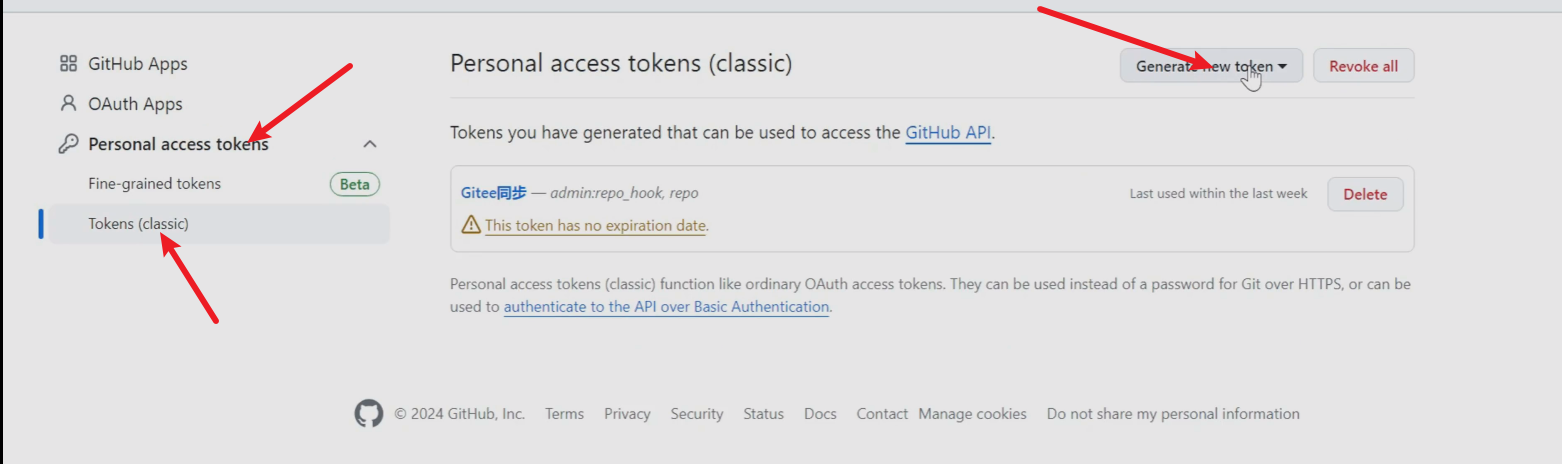 GitHub Apps
OAuth Apps
Personal access tokens
Fine-grained tokens Beta
Tokens (classic)
Personal access tokens (classic)
Generate new token
Revoke all
Tokens you have generated that can be used to access the GitHub API.
Gitee同步 — admin:repo_hook, repo
Last used within the last week
Delete
This token has no expiration date.
Personal access tokens (classic) function like ordinary OAuth access tokens. They can be used instead of a password for Git over HTTPS, or can be
used to authenticate to the API over Basic Authentication.
© 2024 GitHub, Inc. Terms Privacy Security Status Docs Contact Manage cookies Do not share my personal information